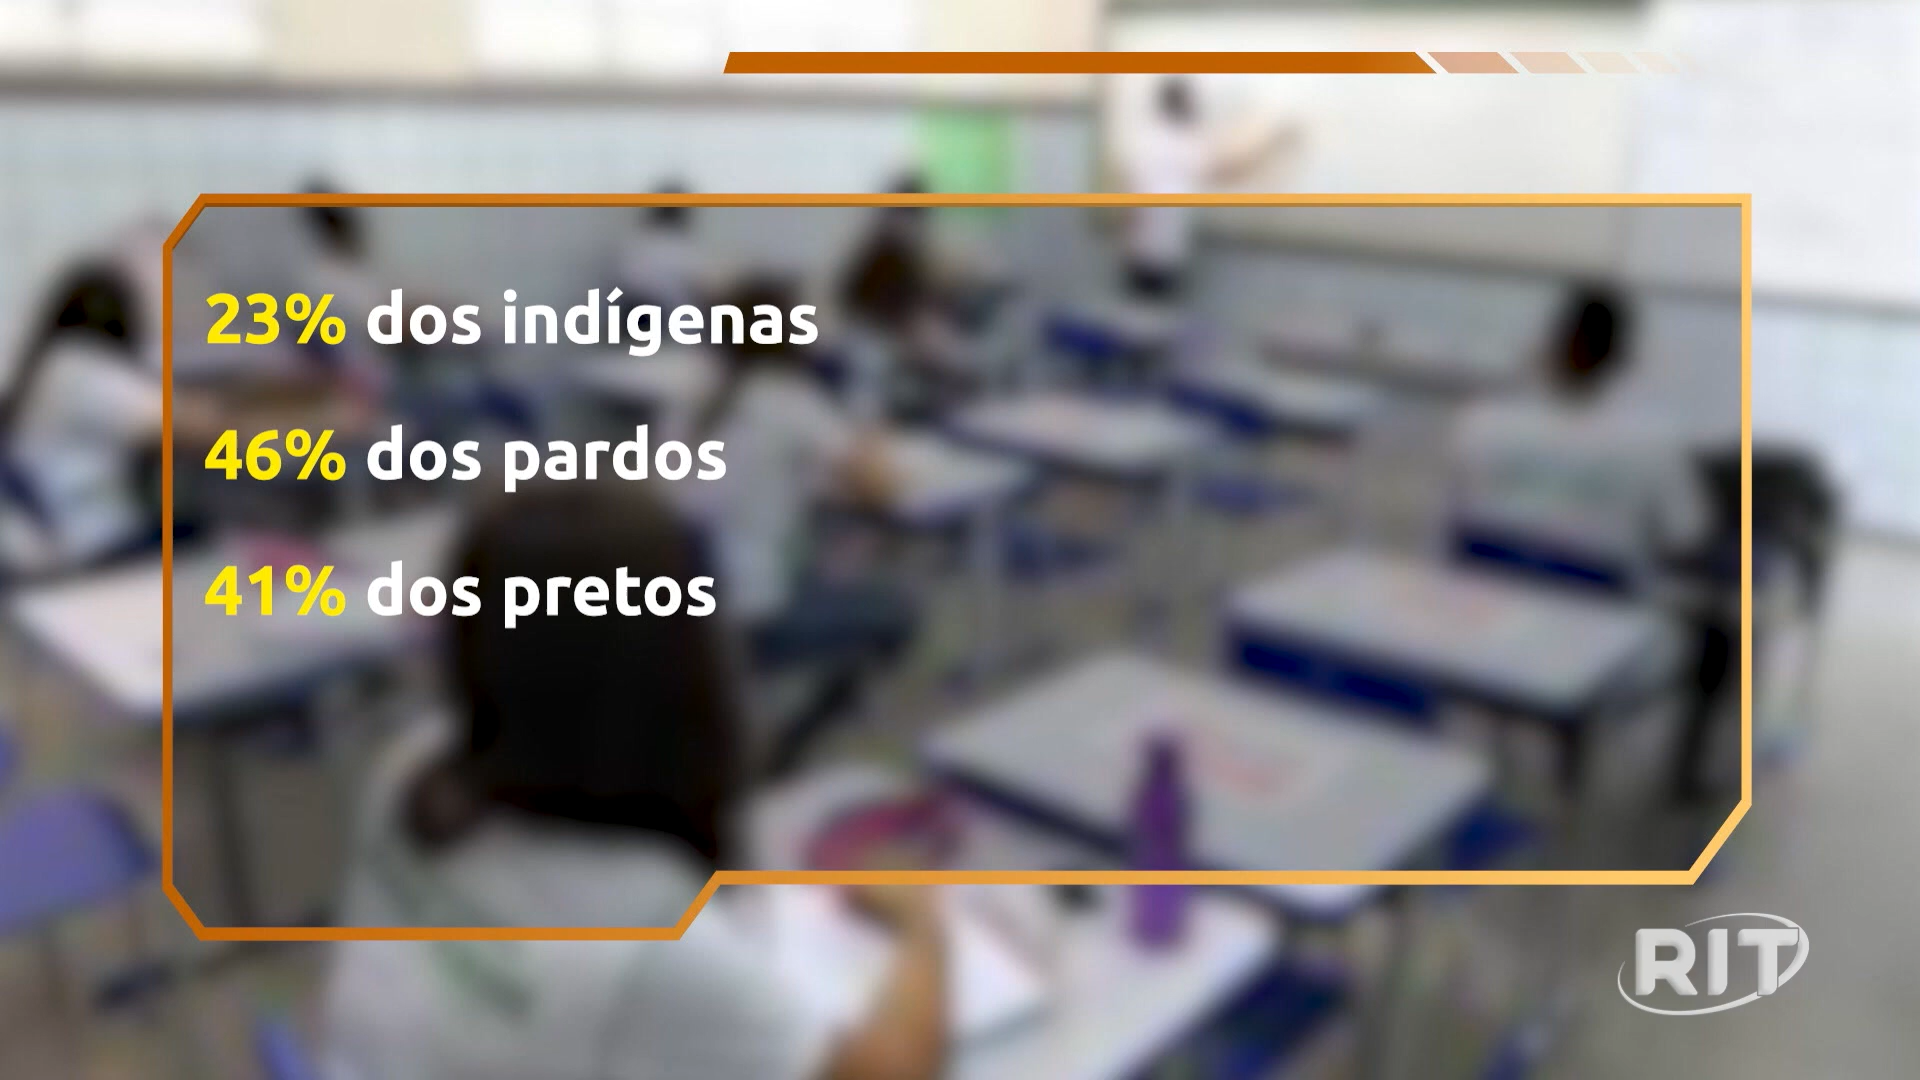 23% dos indígenas
46% dos pardos
41% dos pretos
RIT